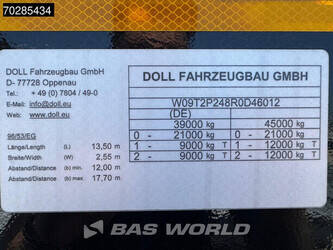 70285434
DOLL Fahrzeugbau GmbH
D- 77728 Oppenau
Tel.: + 49 (0) 7804 / 49-0
E-Mail: info@doll.eu
Web: www.doll.eu
96/53/EG
Länge/Length (L) 13,50 m
Breite/Width (W) 2,55 m
Abstand/Distance (b) min. 12,00 m
Abstand/Distance (b) max. 17,70 m
DOLL FAHRZEUGBAU GMBH
W09T2P248R0D46012
(DE)
39000 kg 45000 kg
0 - 21000 kg 0 - 21000 kg
1 - 9000 kg T 1 - 12000 kg T
2 - 9000 kg T 2 - 12000 kg T
BAS WORLD